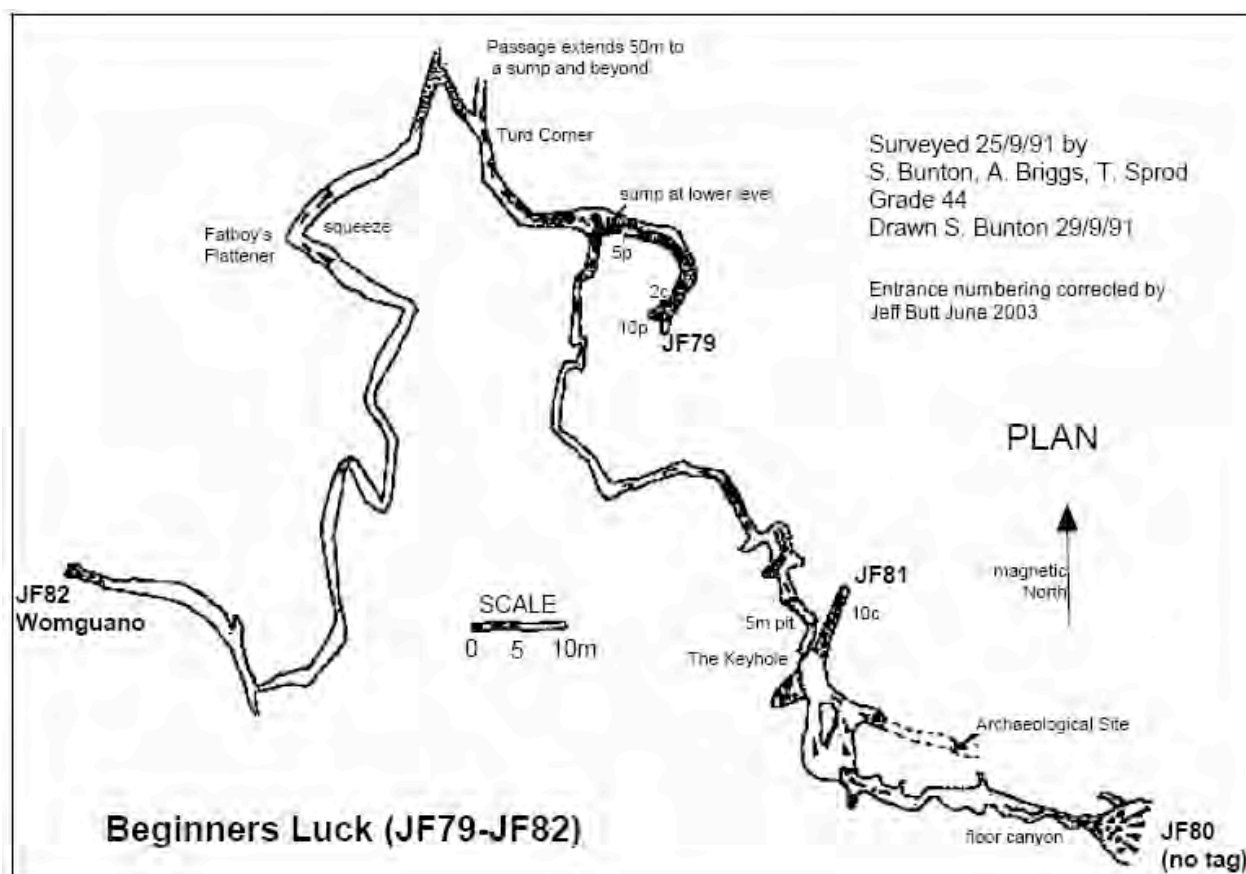 Passage extends 50m to
a sump and beyond
Turd Corner
Surveyed 25/9/91 by
S. Bunton, A. Briggs, T. Sprod
Grade 44
Drawn S. Bunton 29/9/91
Entrance numbering corrected by
Jeff Butt June 2003
sump at lower level
squeeze
Fatboy's
Flattener
5p
2c
10p
JF79
PLAN
magnetic
North
JF81
10c
JF82
Womguano
SCALE
0 5 10m
5m pit
The Keyhole
Archaeological Site
floor canyon
JF80
(no tag)
Beginners Luck (JF79-JF82)